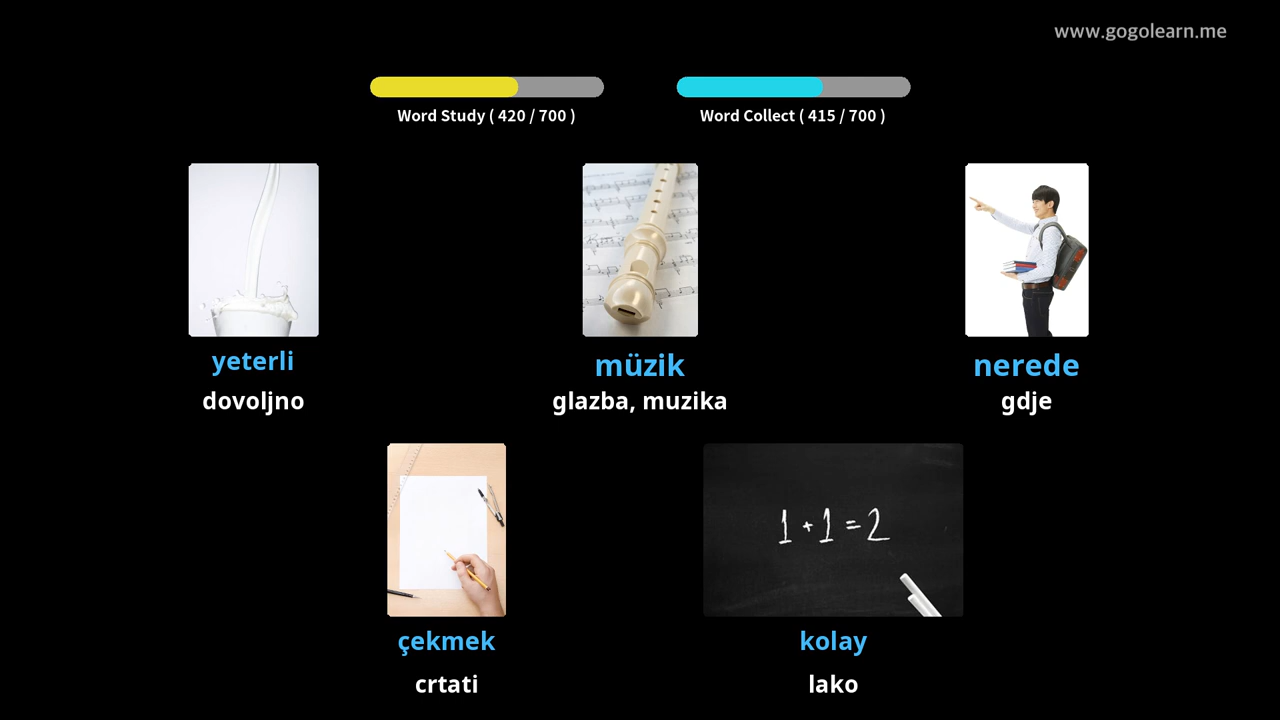 www.gogolearn.me
Word Study ( 420 / 700 )
Word Collect ( 415 / 700 )
yeterli
dovoljno
müzik
glazba, muzika
nerede
gdje
çekmek
crtati
1 + 1 = 2
kolay
lako